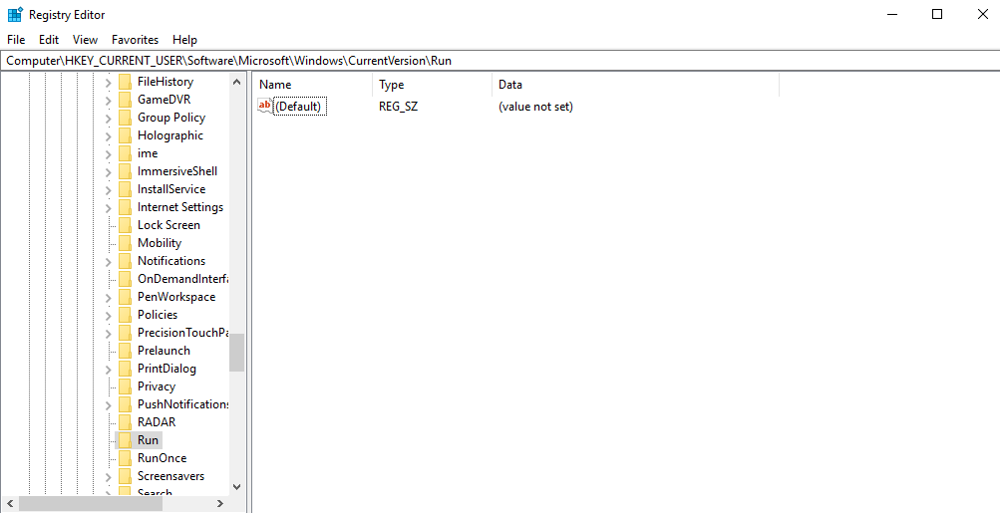 Registry Editor
File Edit View Favorites Help
Computer\HKEY_CURRENT_USER\Software\Microsoft\Windows\CurrentVersion\Run
FileHistory
GameDVR
Group Policy
Holographic
ime
ImmersiveShell
InstallService
Internet Settings
Lock Screen
Mobility
Notifications
OnDemandInterfa
PenWorkspace
Policies
PrecisionTouchPa
Prelaunch
PrintDialog
Privacy
PushNotifications
RADAR
Run
RunOnce
Screensavers
Search
Name Type Data
ab (Default) REG_SZ (value not set)